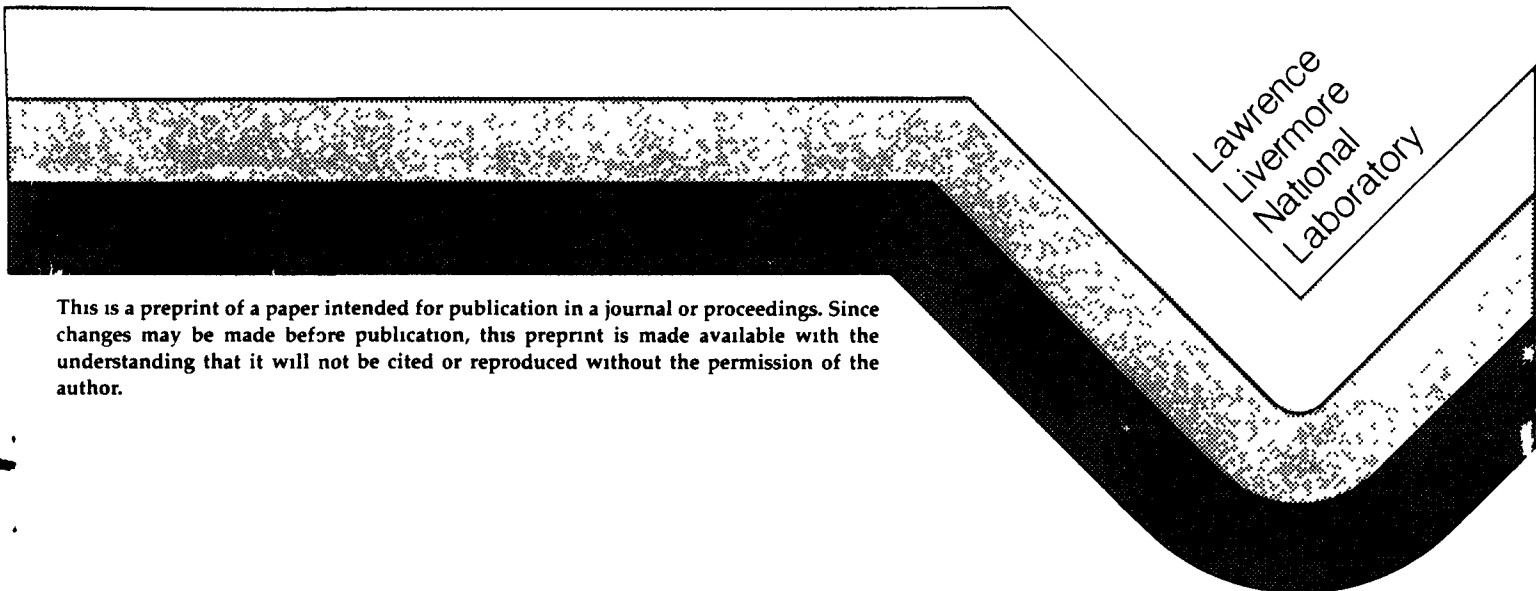 Lawrence
Livermore
National
Laboratory
This is a preprint of a paper intended for publication in a journal or proceedings. Since
changes may be made before publication, this preprint is made available with the
understanding that it will not be cited or reproduced without the permission of the
author.